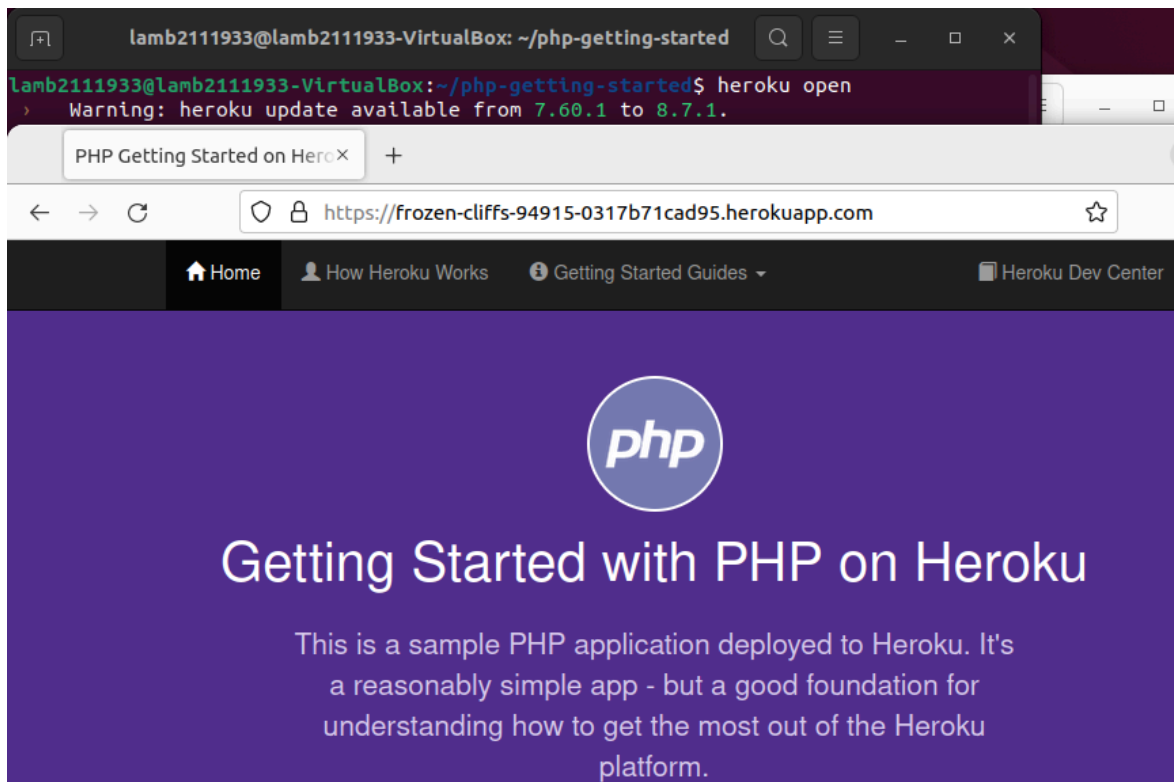 lamb2111933@lamb2111933-VirtualBox: ~/php-getting-started
lamb2111933@lamb2111933-VirtualBox:~/php-getting-started$ heroku open
› Warning: heroku update available from 7.60.1 to 8.7.1.
PHP Getting Started on Hero
https://frozen-cliffs-94915-0317b71cad95.herokuapp.com
Home How Heroku Works Getting Started Guides Heroku Dev Center
php
Getting Started with PHP on Heroku
This is a sample PHP application deployed to Heroku. It's
a reasonably simple app - but a good foundation for
understanding how to get the most out of the Heroku
platform.